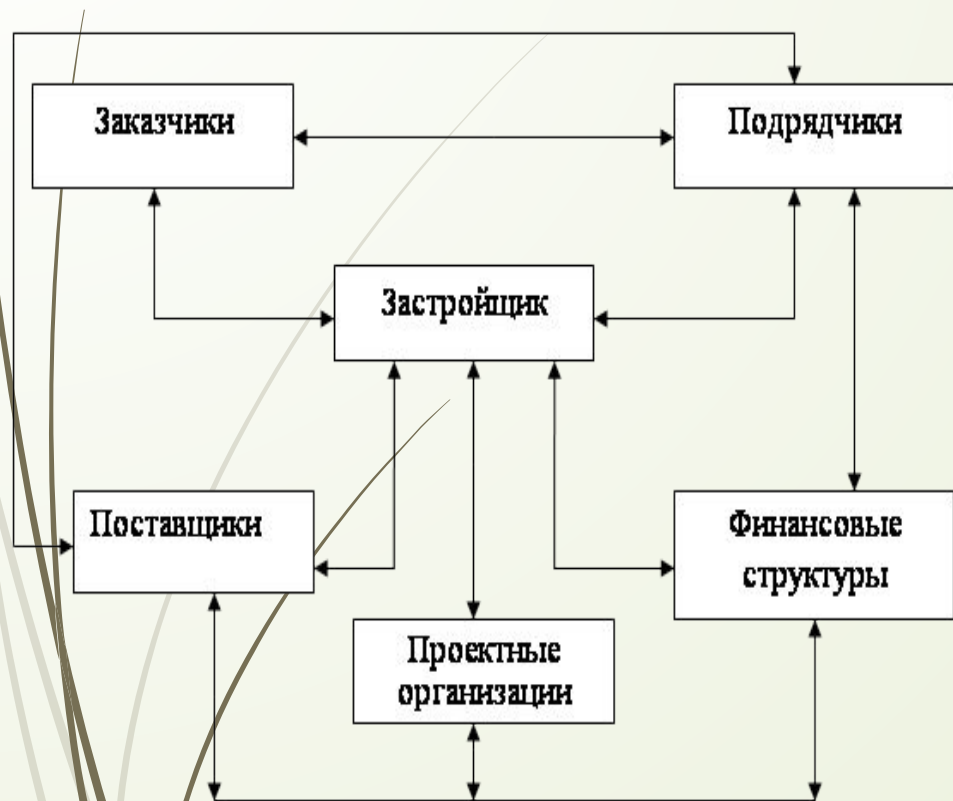 Заказчики
Подрядчики
Застройщик
Поставщики
Финансовые
структуры
Проектные
организации